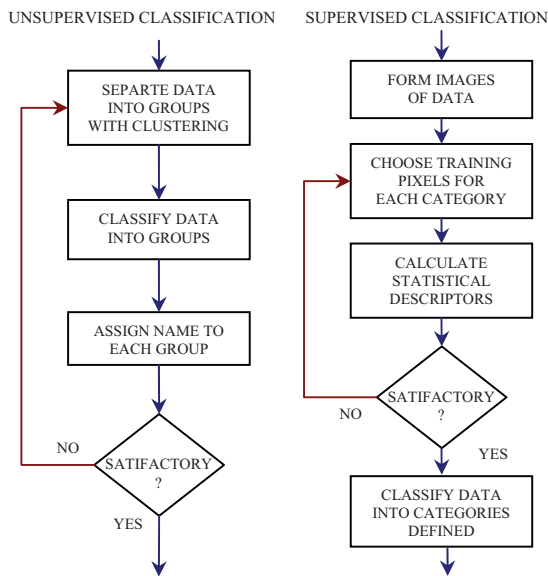 UNSUPERVISED CLASSIFICATION
SEPARTE DATA
INTO GROUPS
WITH CLUSTERING
CLASSIFY DATA
INTO GROUPS
ASSIGN NAME TO
EACH GROUP
NO
SATIFACTORY
?
YES
SUPERVISED CLASSIFICATION
FORM IMAGES
OF DATA
CHOOSE TRAINING
PIXELS FOR
EACH CATEGORY
CALCULATE
STATISTICAL
DESCRIPTORS
SATIFACTORY
?
NO
YES
CLASSIFY DATA
INTO CATEGORIES
DEFINED